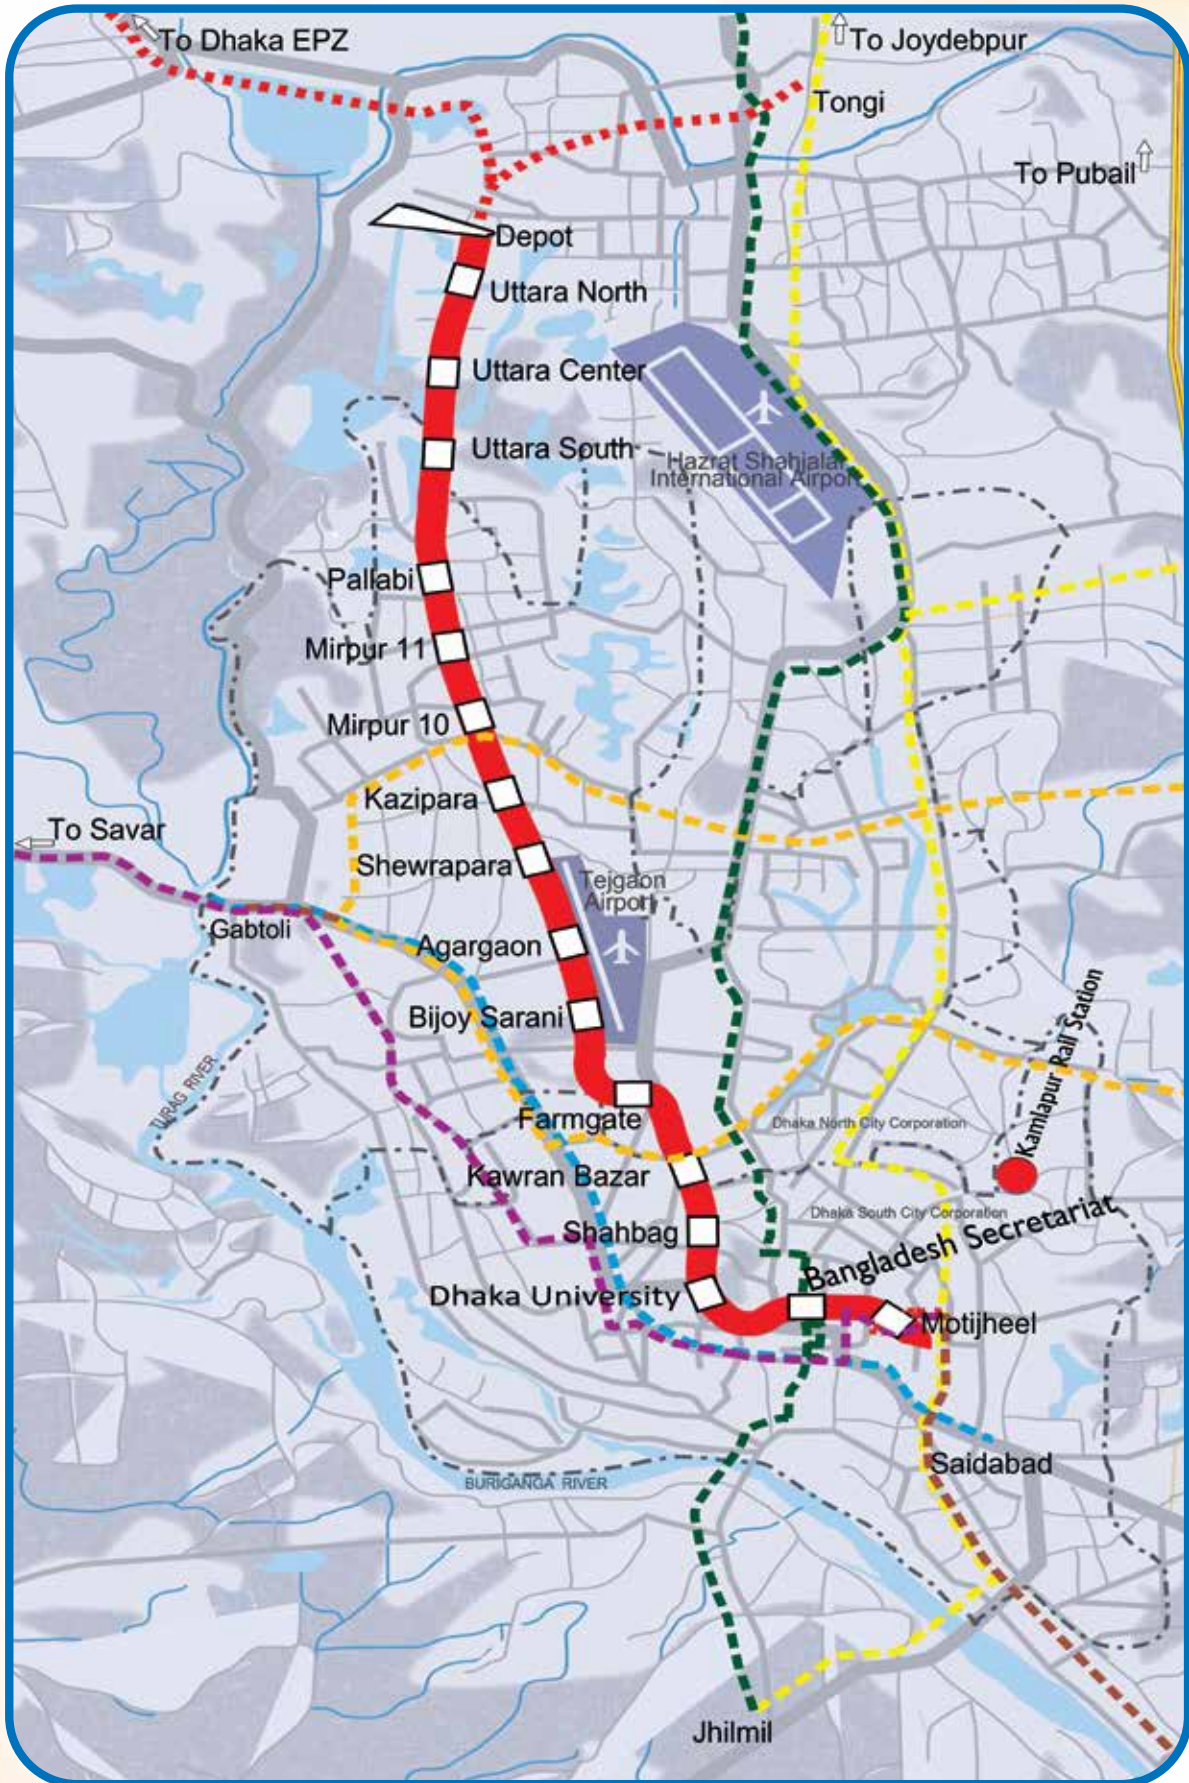 To Dhaka EPZ
To Joydebpur
Tongi
To Pubail
Depot
Uttara North
Uttara Center
Uttara South
Hazrat Shahjalal
International Airport
Pallabi
Mirpur 11
Mirpur 10
Kazipara
To Savar
Shewrapara
Tejgaon
Airport
Gabtoli
Agargaon
Bijoy Sarani
Kamlapur Rail Station
TURAG RIVER
Farmgate
Dhaka North City Corporation
Kawran Bazar
Dhaka South City Corporation
Shahbag
Bangladesh Secretariat
Dhaka University
Motijheel
Saidabad
BURIGANGA RIVER
Jhilmil